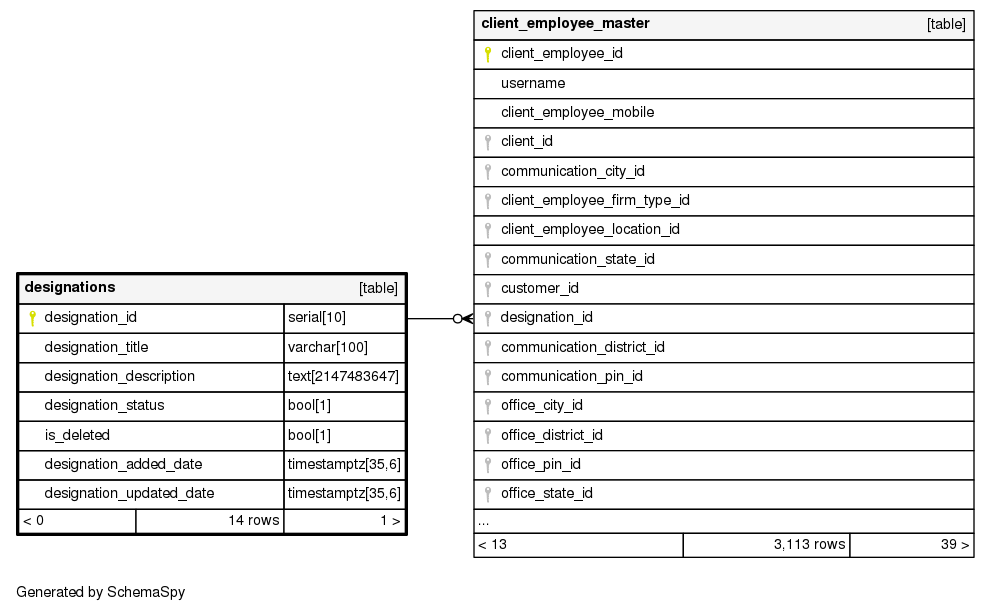 client_employee_master [table]
client_employee_id
username
client_employee_mobile
client_id
communication_city_id
client_employee_firm_type_id
client_employee_location_id
communication_state_id
customer_id
designation_id
communication_district_id
communication_pin_id
office_city_id
office_district_id
office_pin_id
office_state_id
...
< 13 3,113 rows 39 >
designations [table]
designation_id serial[10]
designation_title varchar[100]
designation_description text[2147483647]
designation_status bool[1]
is_deleted bool[1]
designation_added_date timestamptz[35,6]
designation_updated_date timestamptz[35,6]
< 0 14 rows 1 >
Generated by SchemaSpy